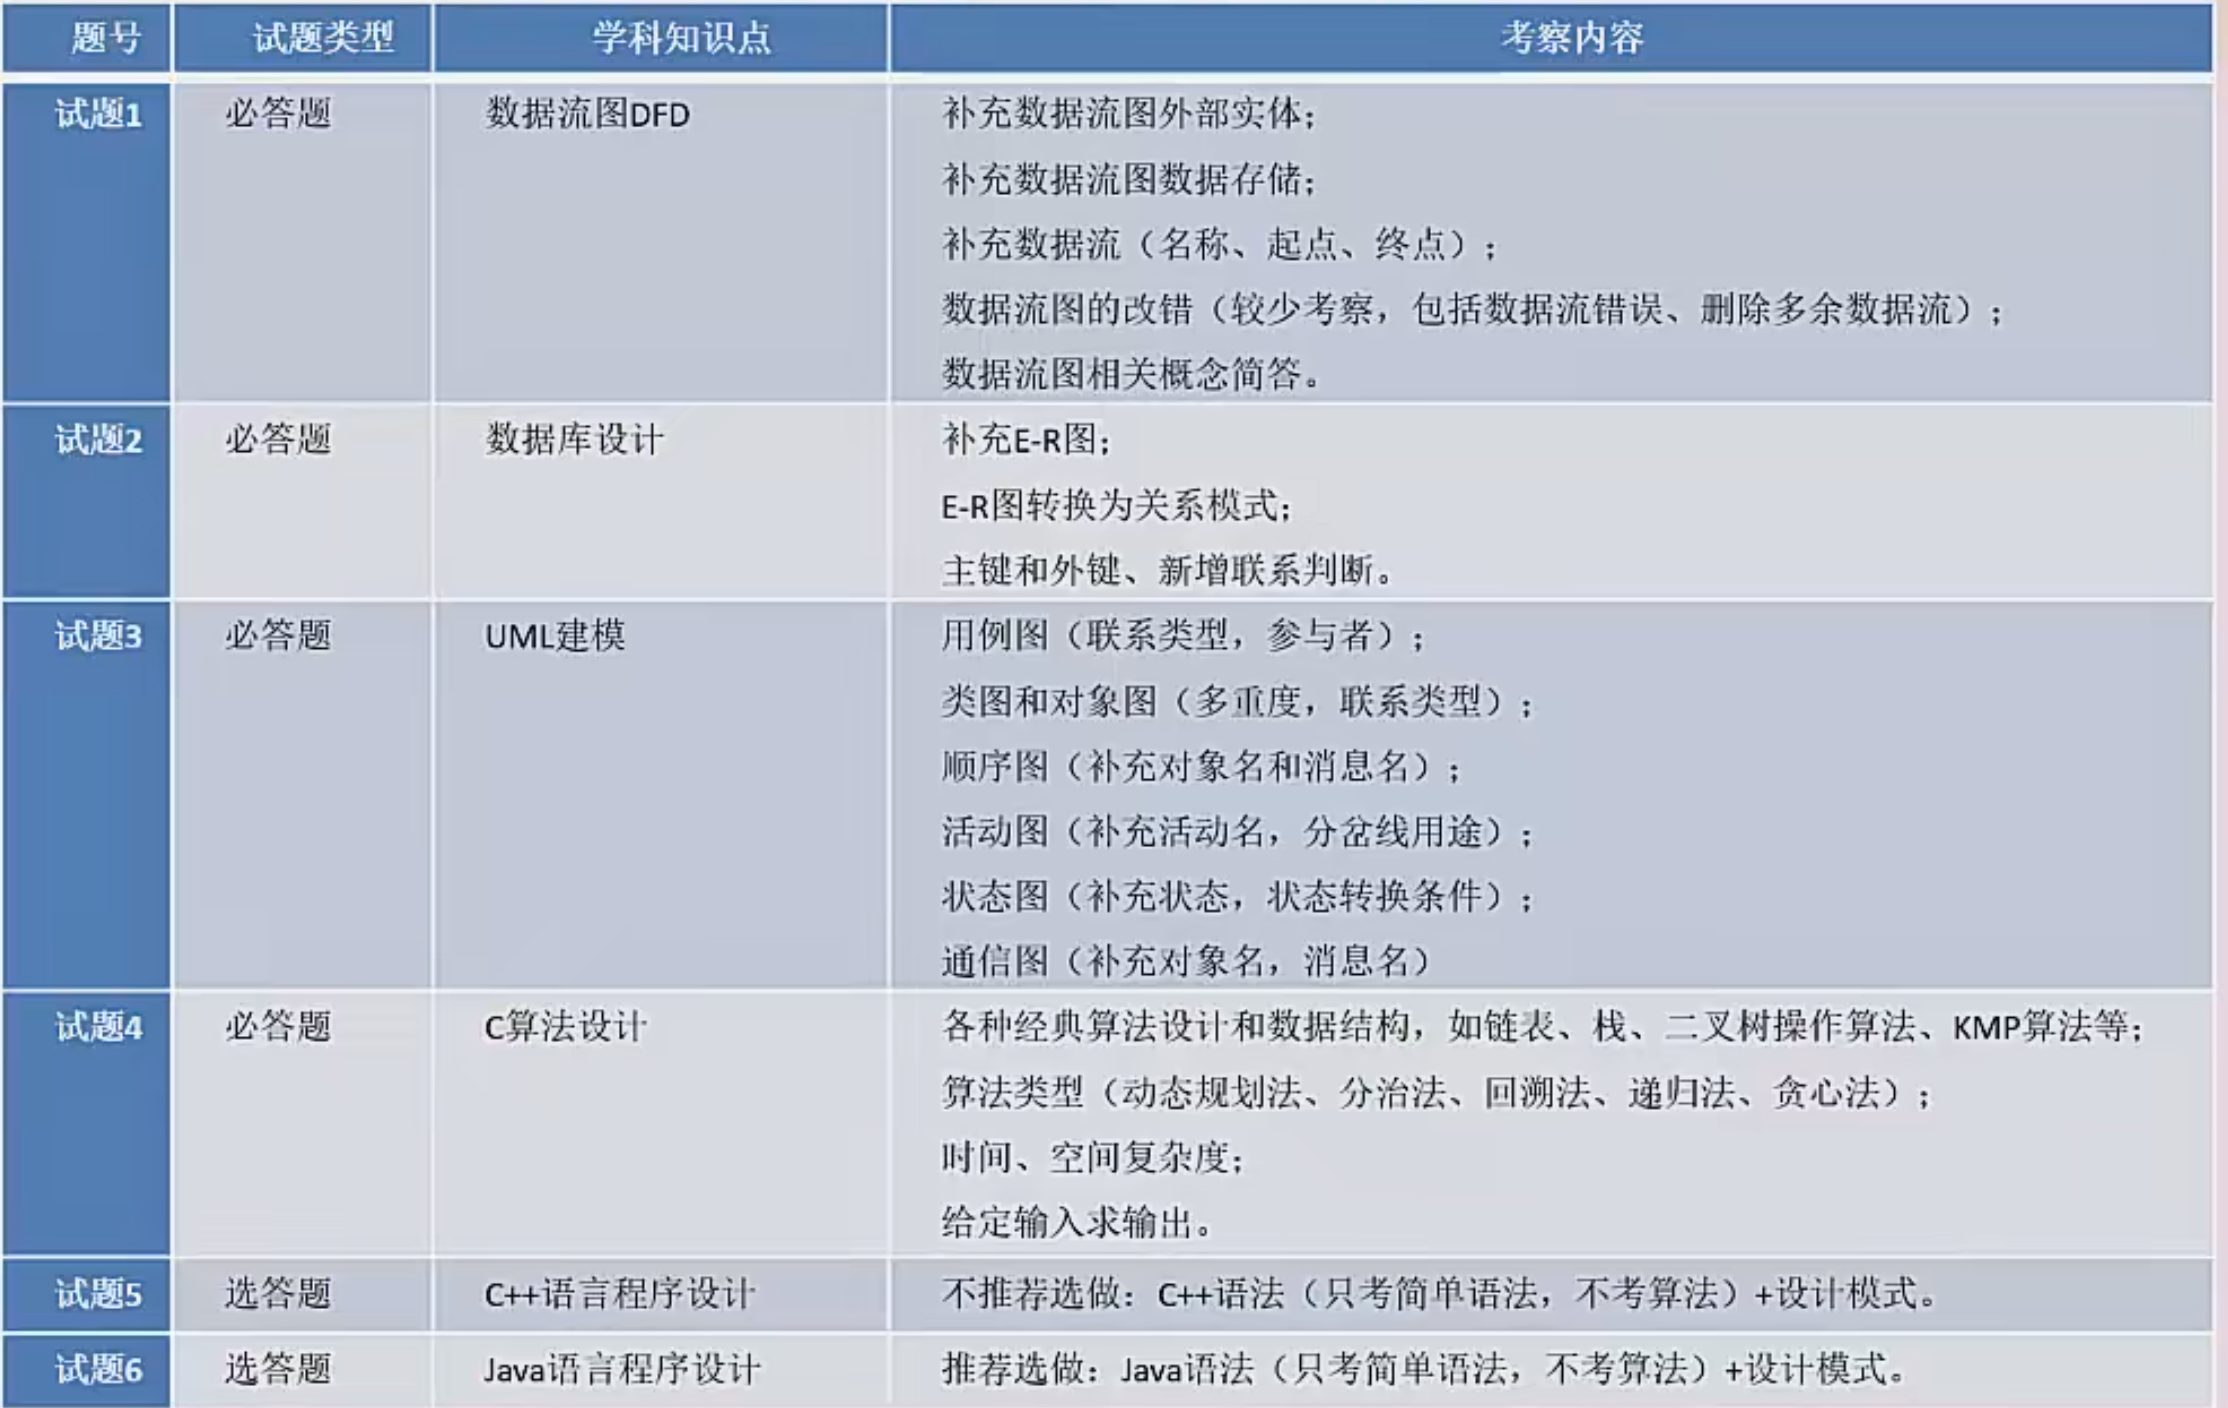 题号 试题类型 学科知识点 考察内容
试题1 必答题 数据流图DFD 补充数据流图外部实体；
补充数据流图数据存储；
补充数据流（名称、起点、终点）；
数据流图的改错（较少考察，包括数据流错误、删除多余数据流）；
数据流图相关概念简答。
试题2 必答题 数据库设计 补充E-R图；
E-R图转换为关系模式；
主键和外键、新增联系判断。
试题3 必答题 UML建模 用例图（联系类型，参与者）；
类图和对象图（多重度，联系类型）；
顺序图（补充对象名和消息名）；
活动图（补充活动名，分岔线用途）；
状态图（补充状态，状态转换条件）；
通信图（补充对象名，消息名）
试题4 必答题 C算法设计 各种经典算法设计和数据结构，如链表、栈、二叉树操作算法、KMP算法等；
算法类型（动态规划法、分治法、回溯法、递归法、贪心法）；
时间、空间复杂度；
给定输入求输出。
试题5 选答题 C++语言程序设计 不推荐选做：C++语法（只考简单语法，不考算法）+设计模式。
试题6 选答题 Java语言程序设计 推荐选做：Java语法（只考简单语法，不考算法）+设计模式。